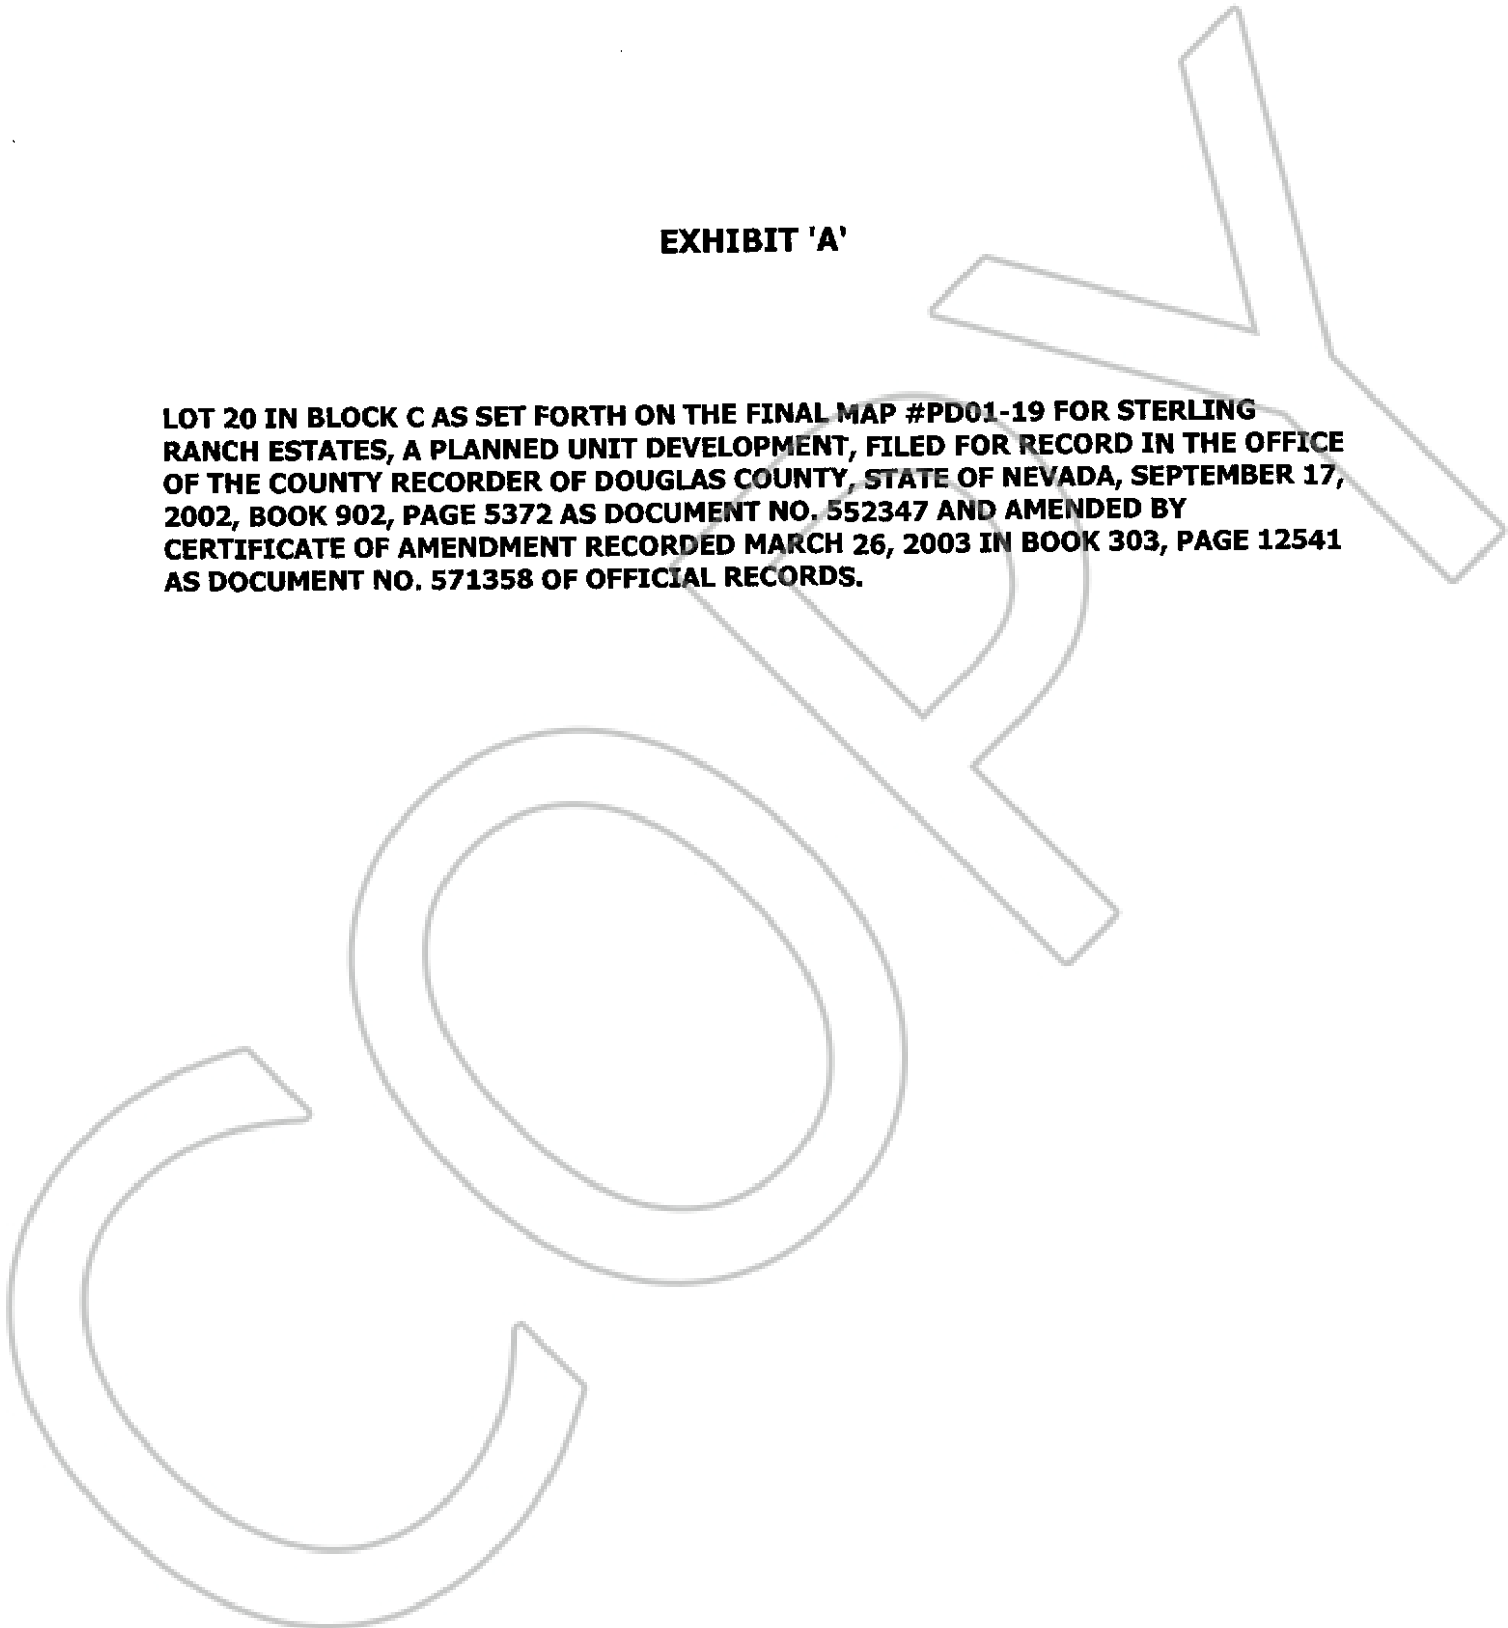 EXHIBIT 'A'
LOT 20 IN BLOCK C AS SET FORTH ON THE FINAL MAP #PD01-19 FOR STERLING
RANCH ESTATES, A PLANNED UNIT DEVELOPMENT, FILED FOR RECORD IN THE OFFICE
OF THE COUNTY RECORDER OF DOUGLAS COUNTY, STATE OF NEVADA, SEPTEMBER 17,
2002, BOOK 902, PAGE 5372 AS DOCUMENT NO. 552347 AND AMENDED BY
CERTIFICATE OF AMENDMENT RECORDED MARCH 26, 2003 IN BOOK 303, PAGE 12541
AS DOCUMENT NO. 571358 OF OFFICIAL RECORDS.
COPY